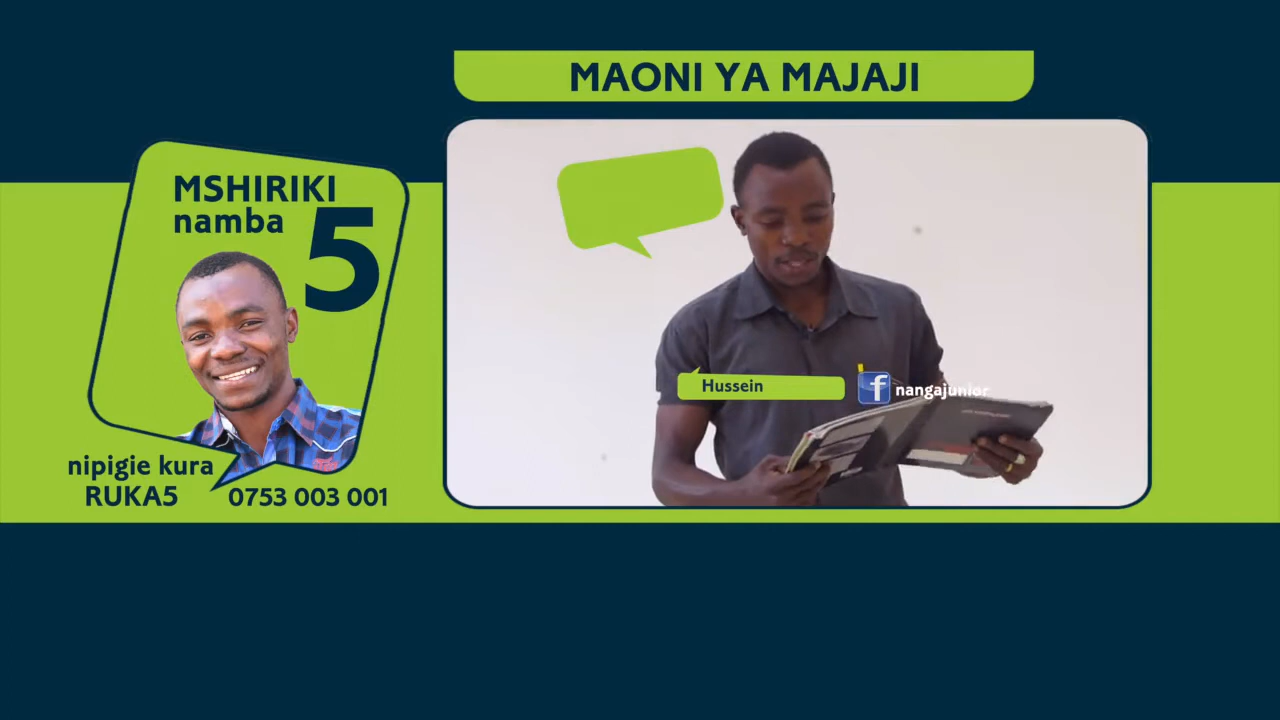 MAONI YA MAJAJI
MSHIRIKI
namba
5
Hussein
nangajunior
nipigie kura
RUKA5
0753 003 001